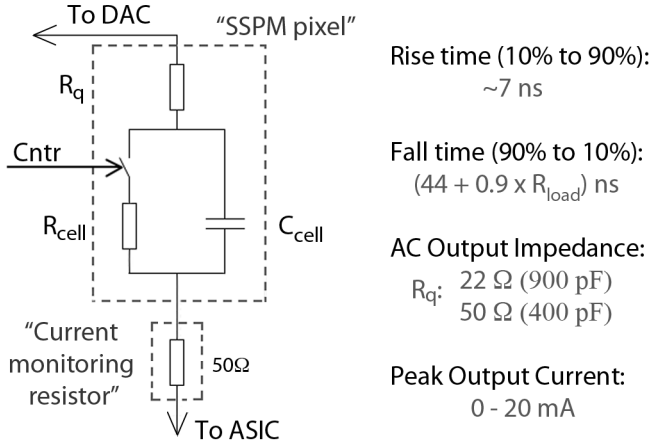 To DAC
“SSPM pixel”
Rq
Cntr
Rcell
Ccell
“Current
monitoring
resistor”
50Ω
To ASIC
Rise time (10% to 90%):
~7 ns
Fall time (90% to 10%):
(44 + 0.9 x Rload) ns
AC Output Impedance:
Rq: 22 Ω (900 pF)
50 Ω (400 pF)
Peak Output Current:
0 - 20 mA